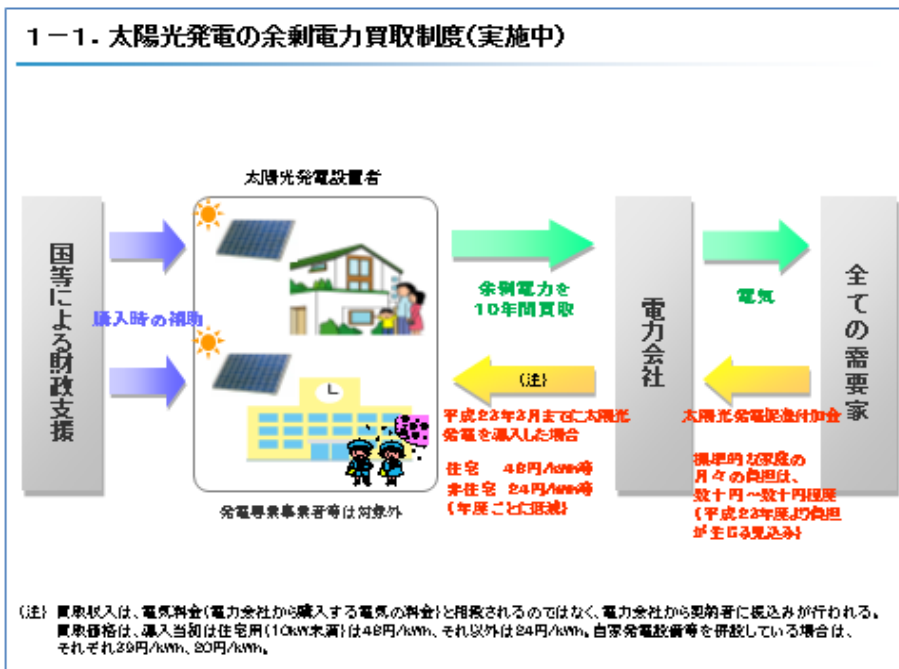 1－1．太陽光発電の余剰電力買取制度(実施中)
太陽光発電設置者
国等による財政支援
購入時の補助
発電専業事業者等は対象外
余剰電力を
10年間買取
(注)
平成23年3月までに太陽光
発電を導入した場合
住宅 48円/kWh等
非住宅 24円/kWh等
(年度ごとに低減)
電力会社
電気
太陽光発電促進付加金
標準的な家庭の
月々の負担は、
数十円～数十円程度
(平成23年度より負担
が生じる見込み)
全ての需要家
(注) 買取収入は、電気料金(電力会社から購入する電気の料金)と相殺されるのではなく、電力会社から契約者に振込みが行われる。
買取価格は、導入当初は住宅用(10kW未満)は48円/kWh、それ以外は24円/kWh。自家発電設備等を併設している場合は、
それぞれ39円/kWh、20円/kWh。